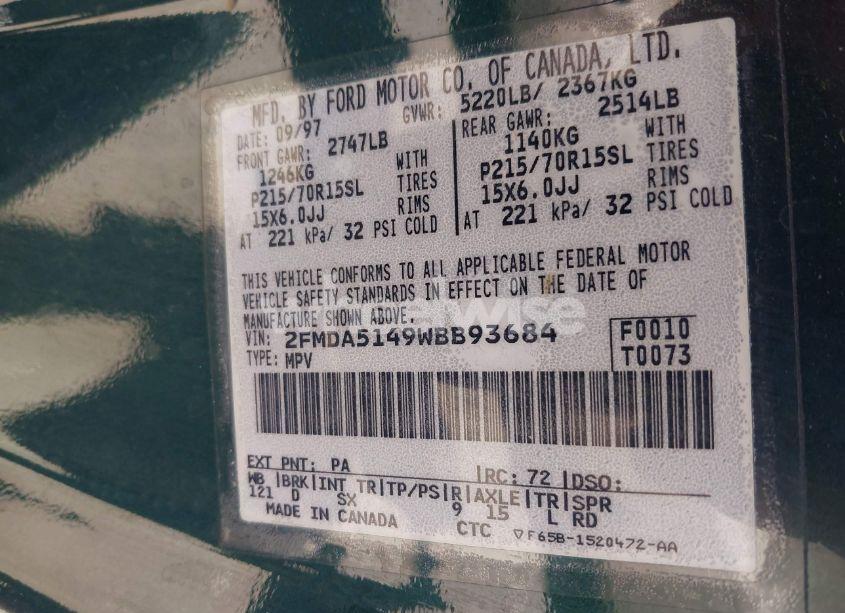 MFD. BY FORD MOTOR CO. OF CANADA, LTD.
DATE: 09/97 GVWR: 5220LB/ 2367KG
FRONT GAWR: 2747LB
1246KG WITH
P215/70R15SL TIRES
15X6.0JJ RIMS
AT 221 kPa/ 32 PSI COLD
REAR GAWR: 2514LB
1140KG WITH
P215/70R15SL TIRES
15X6.0JJ RIMS
AT 221 kPa/ 32 PSI COLD
THIS VEHICLE CONFORMS TO ALL APPLICABLE FEDERAL MOTOR
VEHICLE SAFETY STANDARDS IN EFFECT ON THE DATE OF
MANUFACTURE SHOWN ABOVE.
VIN: 2FMDA5149WBB93684 F0010
TYPE: MPV T0073
EXT PNT: PA RC: 72 DSO:
WB BRK INT TR TP/PS R AXLE TR SPR
121 D SX 9 15 L RD
MADE IN CANADA CTC ▽F65B-1520472-AA